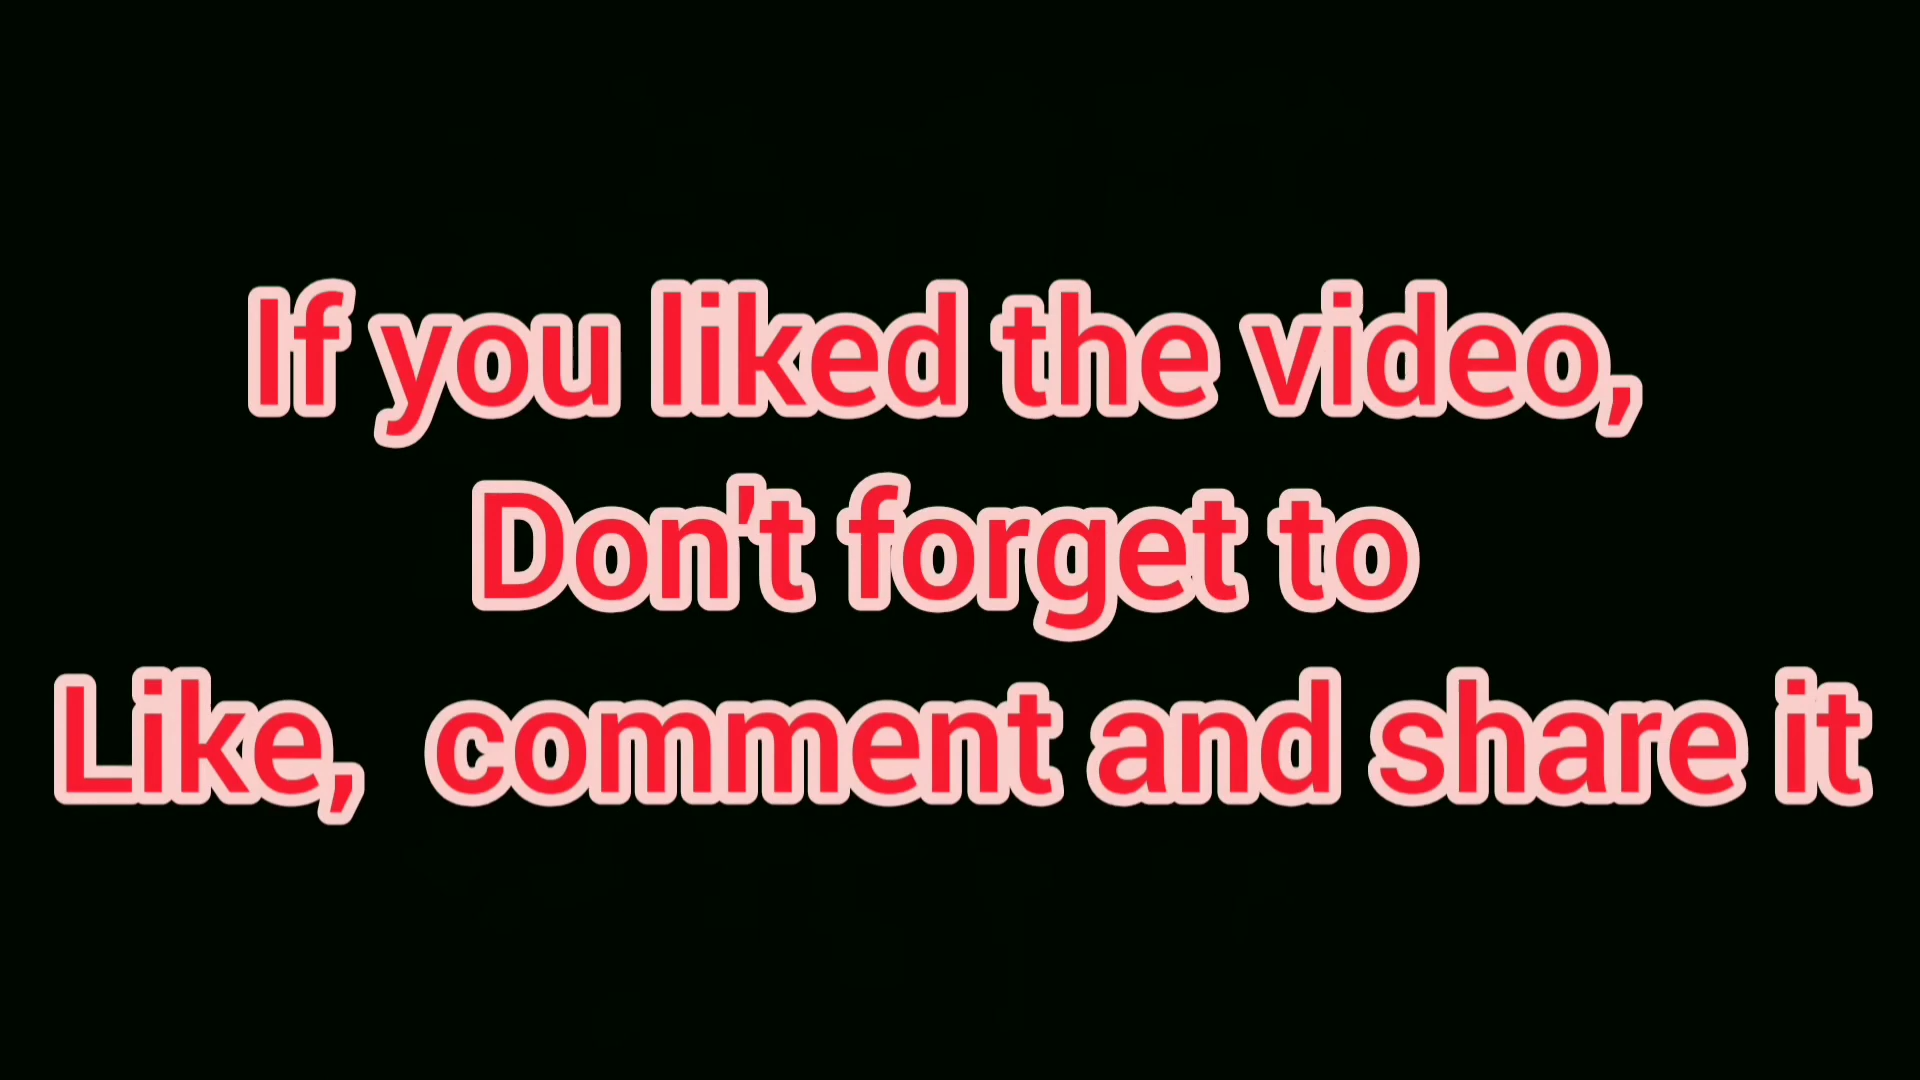 If you liked the video,
Don't forget to
Like,  comment and share it